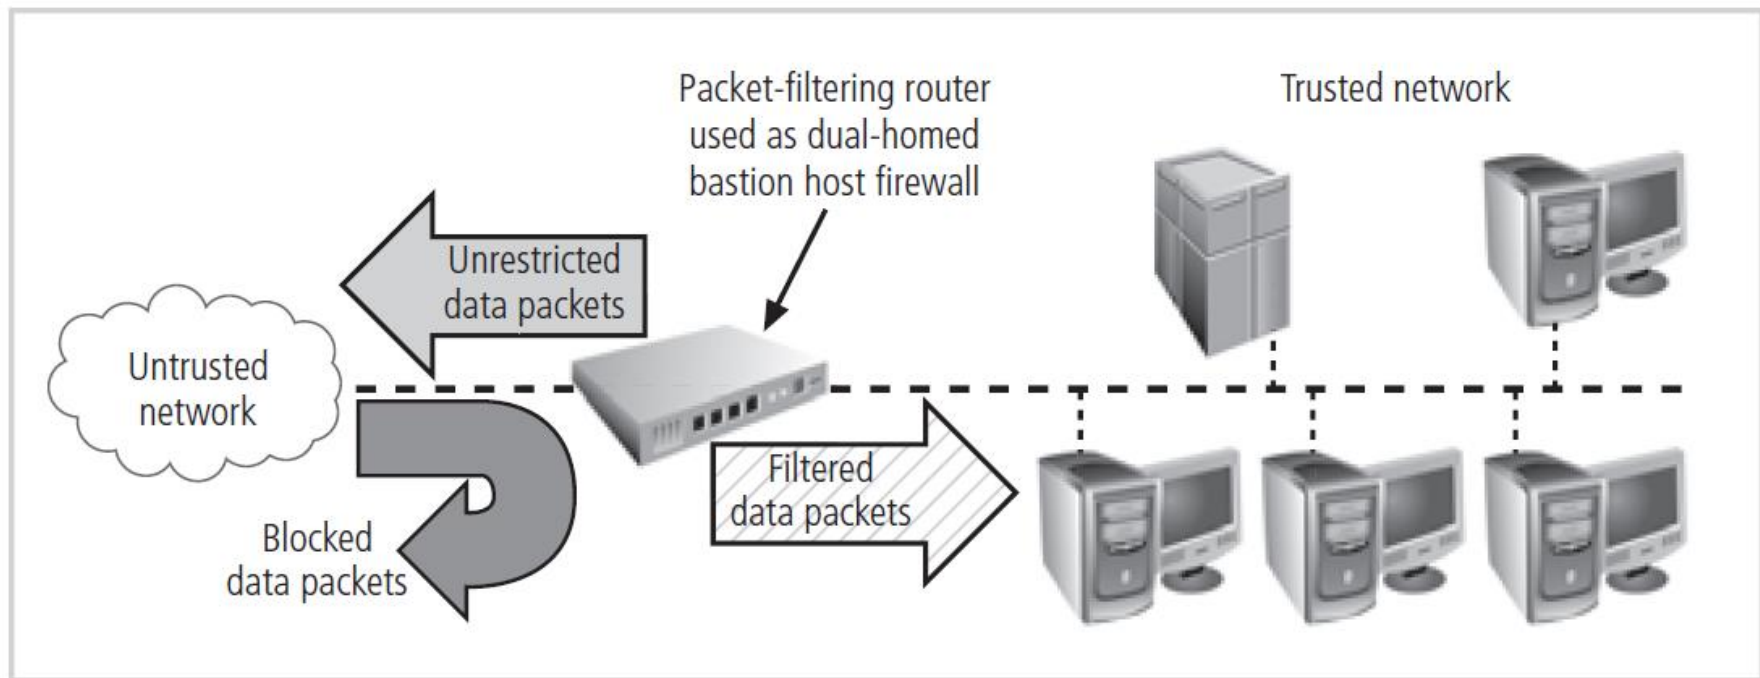 Packet-filtering router
used as dual-homed
bastion host firewall
Trusted network
Unrestricted
data packets
Untrusted
network
Filtered
data packets
Blocked
data packets